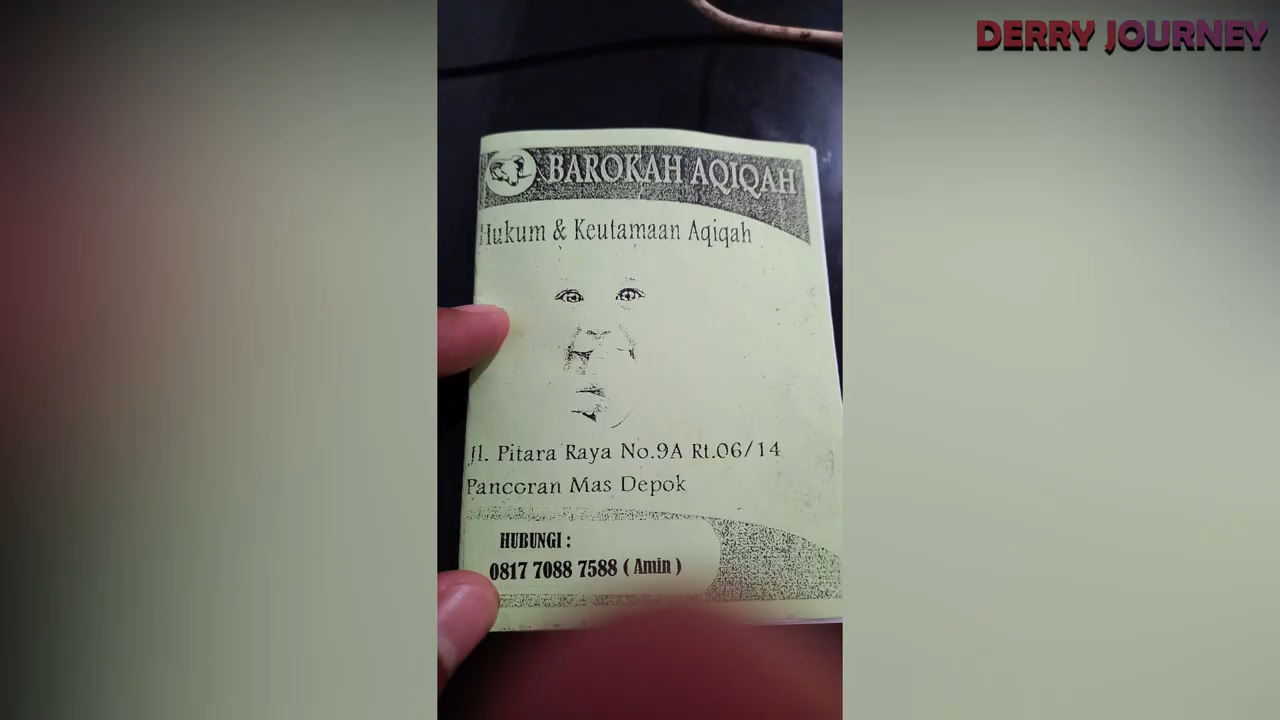 DERRY JOURNEY
BAROKAH AQIQAH
Hukum & Keutamaan Aqiqah
Jl. Pitara Raya No.9A Rt.06/14
Pancoran Mas Depok
HUBUNGI :
0817 7088 7588 ( Amin )